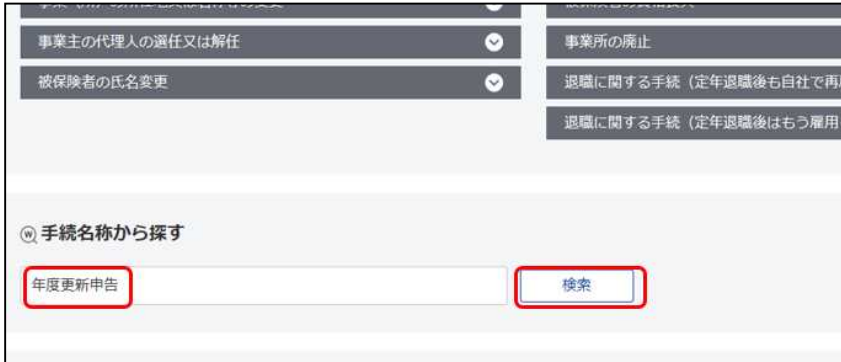 事業主の代理人の選任又は解任
事業所の廃止
被保険者の氏名変更
退職に関する手続（定年退職後も自社で再
退職に関する手続（定年退職後はもう雇用
手続名称から探す
年度更新申告
検索